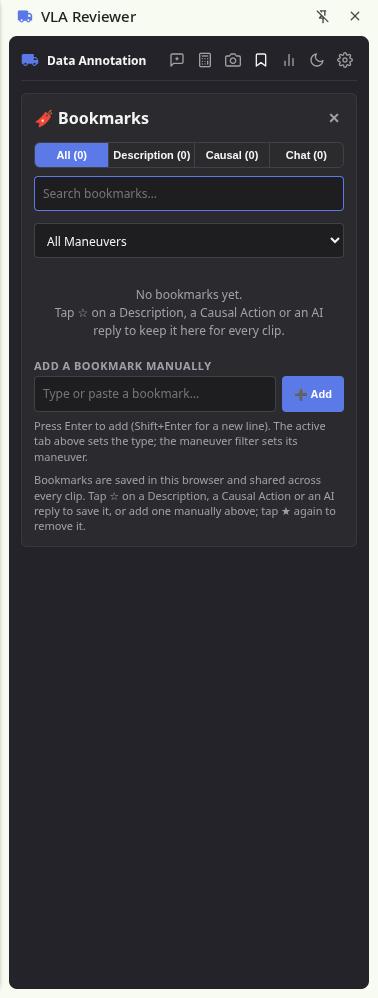 VLA Reviewer
Data Annotation
Bookmarks
All (0)
Description (0)
Causal (0)
Chat (0)
Search bookmarks...
All Maneuvers
No bookmarks yet.
Tap ☆ on a Description, a Causal Action or an AI
reply to keep it here for every clip.
ADD A BOOKMARK MANUALLY
Type or paste a bookmark...
➕ Add
Press Enter to add (Shift+Enter for a new line). The active
tab above sets the type; the maneuver filter sets its
maneuver.
Bookmarks are saved in this browser and shared across
every clip. Tap ☆ on a Description, a Causal Action or an AI
reply to save it, or add one manually above; tap ★ again to
remove it.